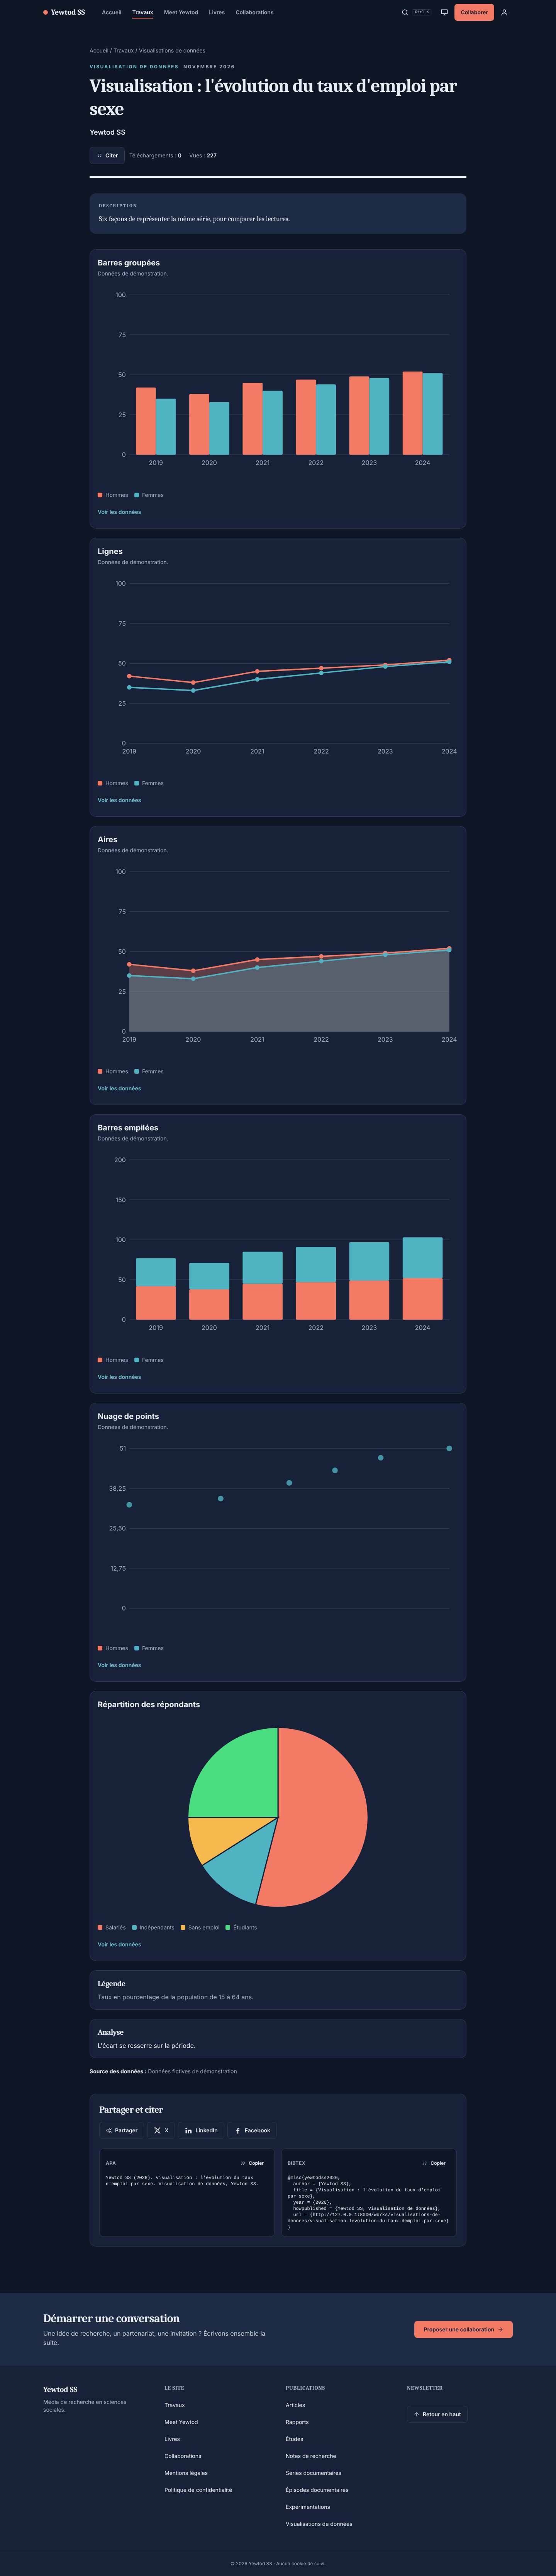 Yewtod SS
Accueil
Travaux
Meet Yewtod
Livres
Collaborations
Ctrl K
Collaborer
Accueil / Travaux / Visualisations de données
VISUALISATION DE DONNÉES NOVEMBRE 2026
Visualisation : l'évolution du taux d'emploi par
sexe
Yewtod SS
Citer
Téléchargements : 0
Vues : 227
DESCRIPTION
Six façons de représenter la même série, pour comparer les lectures.
Barres groupées
Données de démonstration.
100
75
50
25
0
2019 2020 2021 2022 2023 2024
Hommes Femmes
Voir les données
Lignes
Données de démonstration.
100
75
50
25
0
2019 2020 2021 2022 2023 2024
Hommes Femmes
Voir les données
Aires
Données de démonstration.
100
75
50
25
0
2019 2020 2021 2022 2023 2024
Hommes Femmes
Voir les données
Barres empilées
Données de démonstration.
200
150
100
50
0
2019 2020 2021 2022 2023 2024
Hommes Femmes
Voir les données
Nuage de points
Données de démonstration.
51
38,25
25,50
12,75
0
Hommes Femmes
Voir les données
Répartition des répondants
Salariés Indépendants Sans emploi Étudiants
Voir les données
Légende
Taux en pourcentage de la population de 15 à 64 ans.
Analyse
L'écart se resserre sur la période.
Source des données : Données fictives de démonstration
Partager et citer
Partager
X
LinkedIn
Facebook
APA
Copier
Yewtod SS (2026). Visualisation : l'évolution du taux
d'emploi par sexe. Visualisation de données, Yewtod SS.
BIBTEX
Copier
@misc{yewtodss2026,
author = {Yewtod SS},
title = {Visualisation : l'évolution du taux d'emploi
par sexe},
year = {2026},
howpublished = {Yewtod SS, Visualisation de données},
url = {http://127.0.0.1:8000/works/visualisations-de-
donnees/visualisation-levolution-du-taux-demploi-par-sexe}
}
Démarrer une conversation
Une idée de recherche, un partenariat, une invitation ? Écrivons ensemble la
suite.
Proposer une collaboration
Yewtod SS
Média de recherche en sciences
sociales.
LE SITE
Travaux
Meet Yewtod
Livres
Collaborations
Mentions légales
Politique de confidentialité
PUBLICATIONS
Articles
Rapports
Études
Notes de recherche
Séries documentaires
Épisodes documentaires
Expérimentations
Visualisations de données
NEWSLETTER
Retour en haut
© 2026 Yewtod SS · Aucun cookie de suivi.